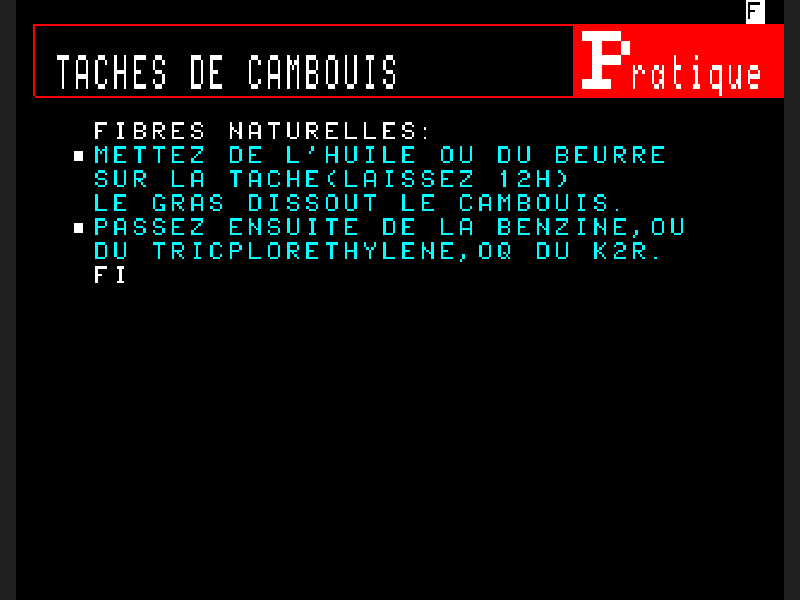 F
TACHES DE CAMBOUIS Pratique
FIBRES NATURELLES:
METTEZ DE L'HUILE OU DU BEURRE
SUR LA TACHE(LAISSEZ 12H)
LE GRAS DISSOUT LE CAMBOUIS.
PASSEZ ENSUITE DE LA BENZINE,OU
DU TRICPLORETHYLENE,OQ DU K2R.
FI